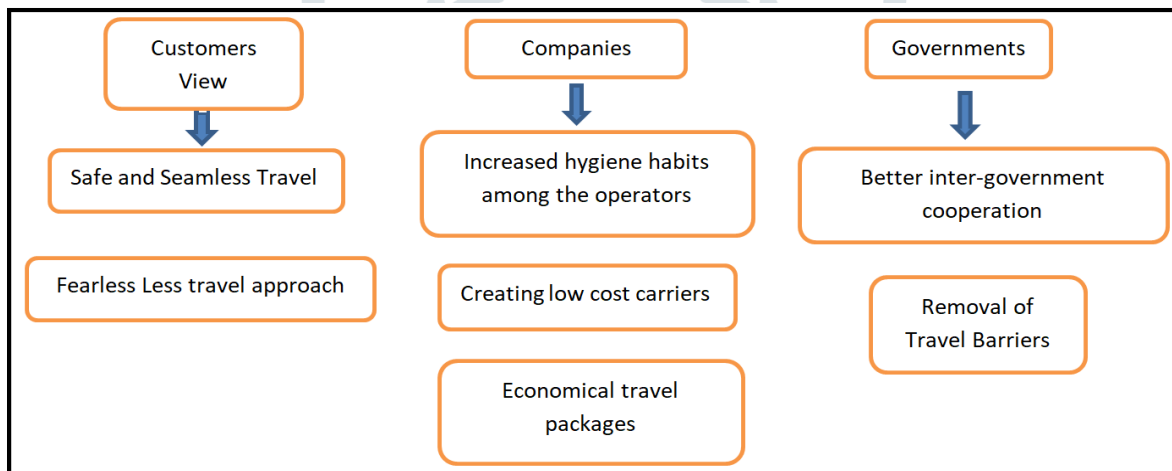 Customers
View
Safe and Seamless Travel
Fearless Less travel approach
Companies
Increased hygiene habits
among the operators
Creating low cost carriers
Economical travel
packages
Governments
Better inter-government
cooperation
Removal of
Travel Barriers